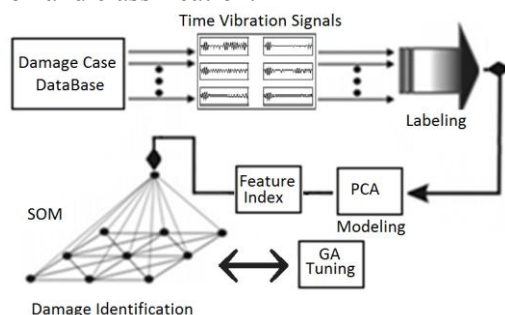 Time Vibration Signals
Damage Case
DataBase
Labeling
Feature
Index
PCA
Modeling
SOM
GA
Tuning
Damage Identification